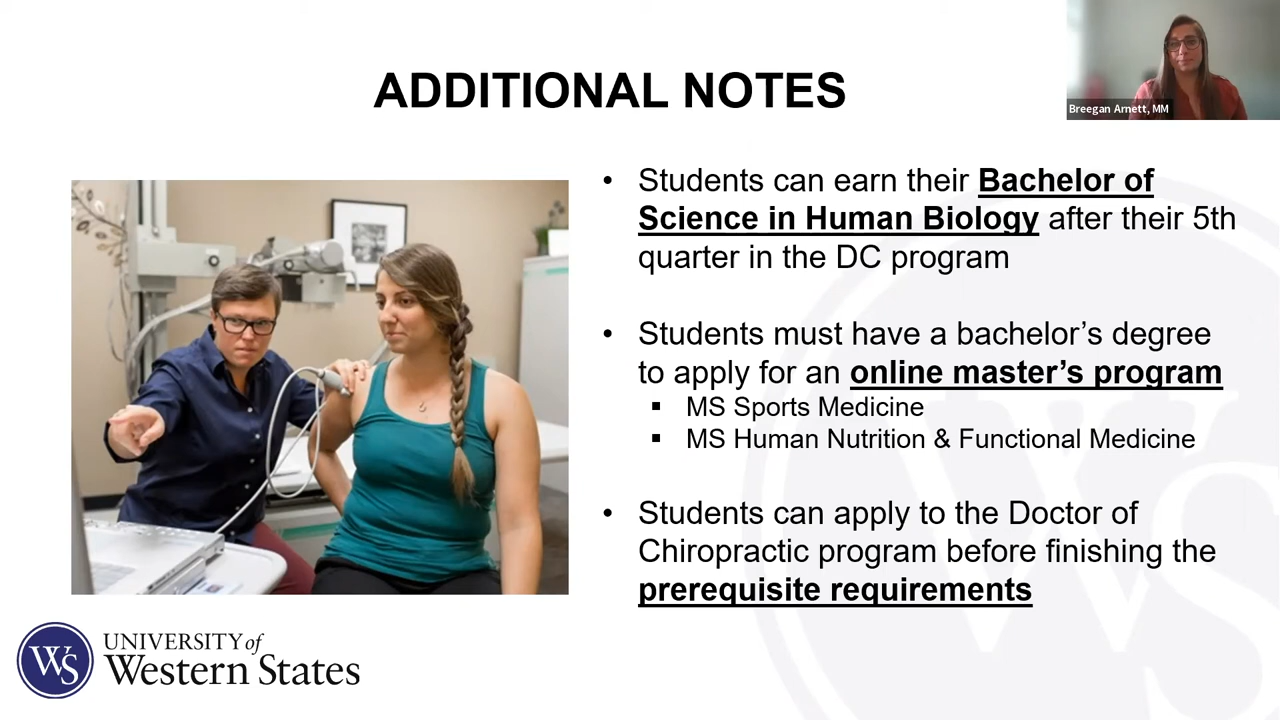 ADDITIONAL NOTES
Breegan Arnett, MM
• Students can earn their Bachelor of
Science in Human Biology after their 5th
quarter in the DC program
• Students must have a bachelor’s degree
to apply for an online master’s program
▪ MS Sports Medicine
▪ MS Human Nutrition & Functional Medicine
• Students can apply to the Doctor of
Chiropractic program before finishing the
prerequisite requirements
WS
UNIVERSITY of
Western States
WS